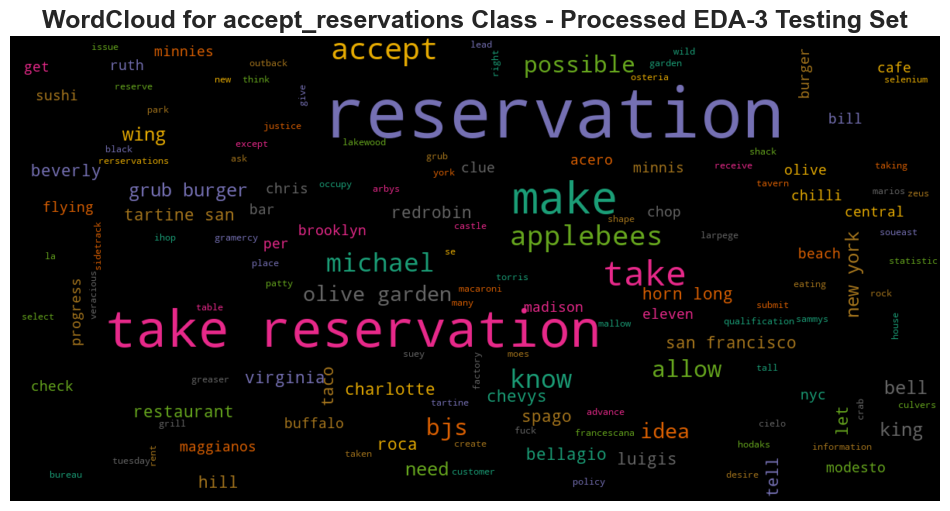 WordCloud for accept_reservations Class - Processed EDA-3 Testing Set
issue minnies accept lead right wild
get ruth outback possible garden burger cafe
reserve new think give osteria selenium
sushi park reservation bill
wing justice
black except lakewood shack
rerservations ask grub acero receive taking
beverly york clue minnis olive tavern
grub burger chris occupy arbys make chilli marios zeus
flying tartine san bar redrobin shape chop central
brooklyn castle larpege soueast
ihop gramercy per applebees
sidetrack la place michael se take beach statistic
patty torris eating
progress veracious olive garden macaroni horn long new york rock
select table take reservation many madison eleven submit
mallow qualification sammys house
suey san francisco
greaser virginia moes factory know allow tall
check taco charlotte chevys nyc bell
restaurant tartine spago advance let crab culvers
grill buffalo bjs fuck francescana idea cielo king
maggianos roca create hodaks information
tuesday rent taken bellagio luigis tell
bureau need customer desire modesto
hill policy